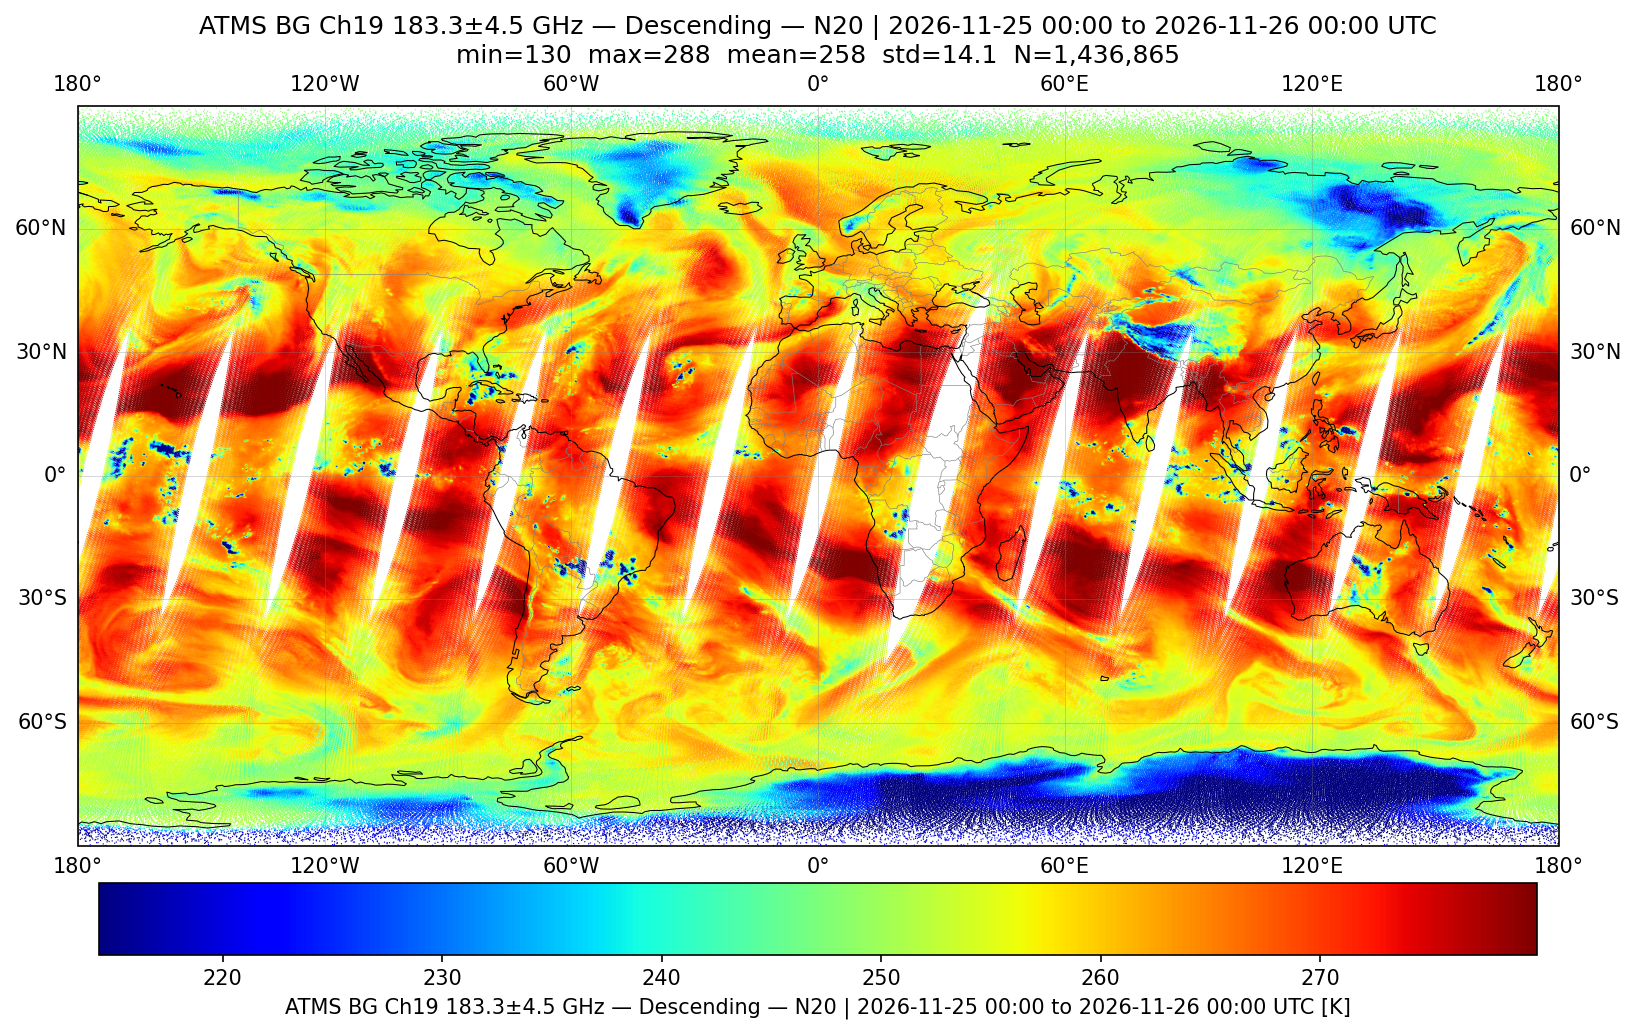 ATMS BG Ch19 183.3±4.5 GHz — Descending — N20 | 2026-11-25 00:00 to 2026-11-26 00:00 UTC
min=130 max=288 mean=258 std=14.1 N=1,436,865
180° 120°W 60°W 0° 60°E 120°E 180°
60°N 60°N
30°N 30°N
0° 0°
30°S 30°S
60°S 60°S
180° 120°W 60°W 0° 60°E 120°E 180°
220 230 240 250 260 270
ATMS BG Ch19 183.3±4.5 GHz — Descending — N20 | 2026-11-25 00:00 to 2026-11-26 00:00 UTC [K]